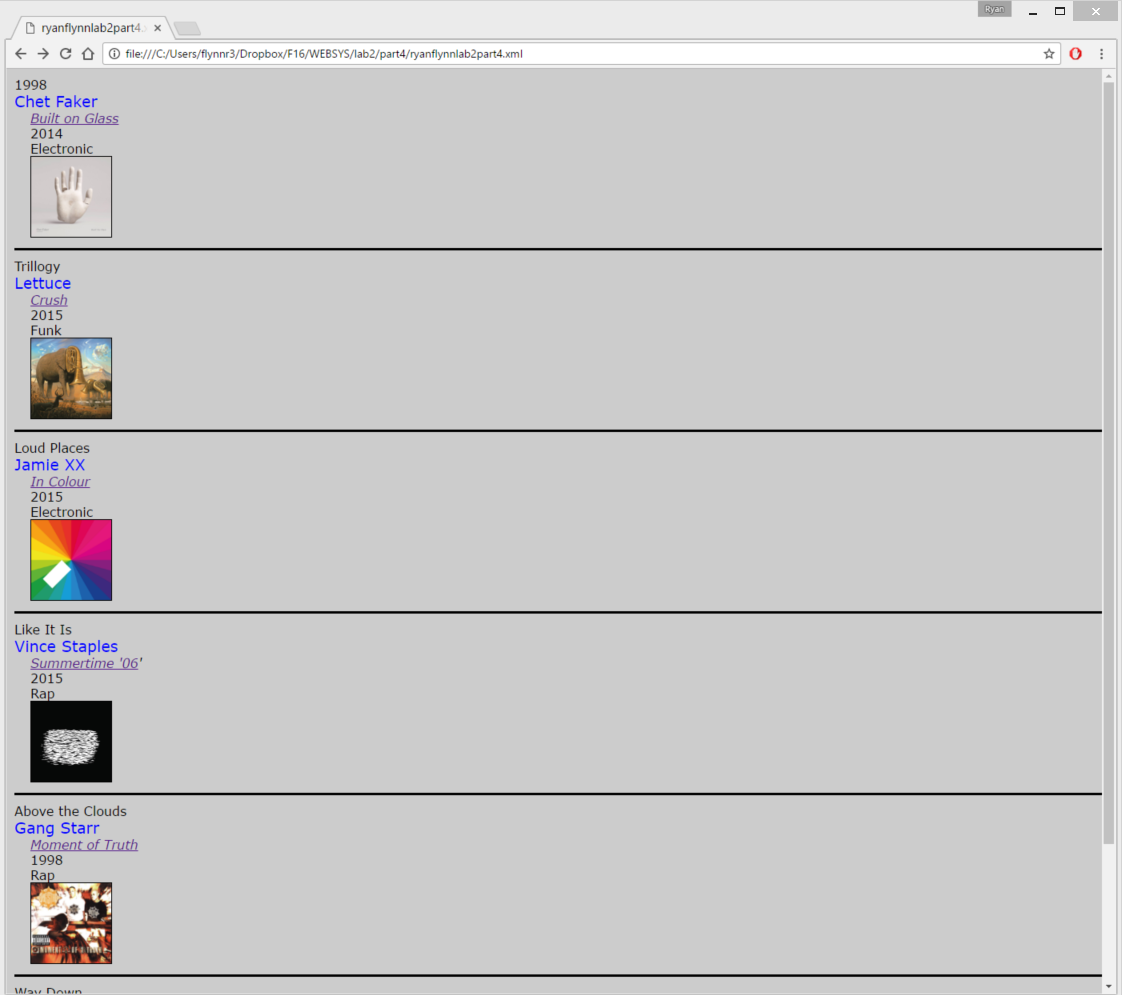 Ryan
ryanflynnlab2part4.
file:///C:/Users/flynnr3/Dropbox/F16/WEBSYS/lab2/part4/ryanflynnlab2part4.xml
1998
Chet Faker
Built on Glass
2014
Electronic
Trillogy
Lettuce
Crush
2015
Funk
Loud Places
Jamie XX
In Colour
2015
Electronic
Like It Is
Vince Staples
Summertime '06'
2015
Rap
Above the Clouds
Gang Starr
Moment of Truth
1998
Rap
Way Down